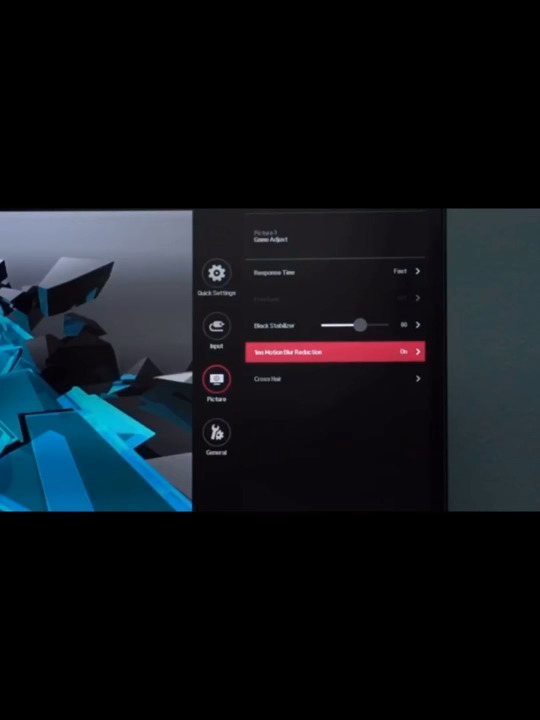 Picture >
Game Adjust
Quick Settings
Response Time
Fast
Input
Black Stabilizer
60
1ms Motion Blur Reduction
On
Picture
Cross Hair
General